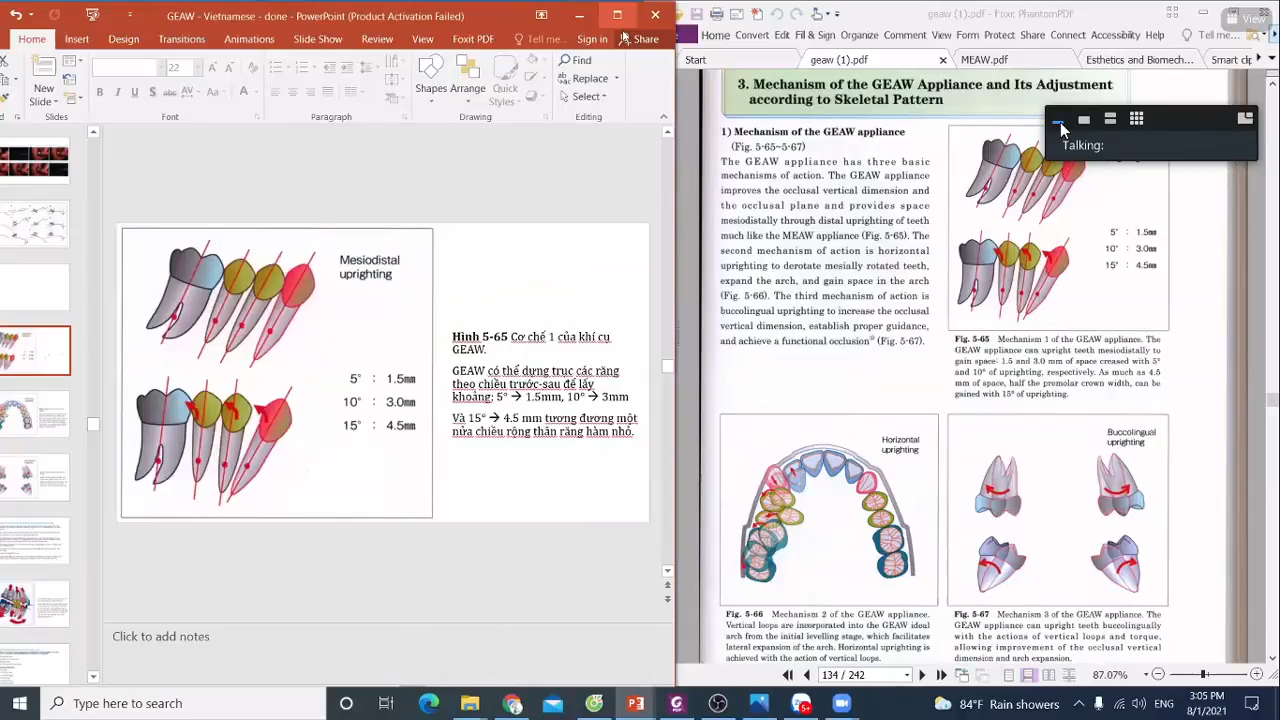 GEAW - Vietnamese - done - PowerPoint (Product Activation Failed)
Home Insert Design Transitions Animations Slide Show Review View Foxit PDF Tell me... Sign in Share
New
Slide
22
B I U S abc AV Aa A
Shapes Arrange Quick
Styles
Find
Replace
Select
Slides Font Paragraph Drawing Editing
Mesiodistal
uprighting
5° : 1.5mm
10° : 3.0mm
15° : 4.5mm
Hình 5-65 Cơ chế 1 của khí cụ
GEAW.
GEAW có thể dựng trục các răng
theo chiều trước-sau để lấy
khoảng; 5° → 1.5mm, 10° → 3mm
Và 15° → 4.5 mm tương đương một
nửa chiều rộng thân răng hàm nhỏ.
Click to add notes
geaw (1).pdf - Foxit PhantomPDF
View
Home Convert Edit Fill & Sign Organize Comment View Protect Share Connect Accessibility Help Tell me...
Start geaw (1).pdf MEAW.pdf Esthetics and Biomech... Smart clip
Talking:
3. Mechanism of the GEAW Appliance and Its Adjustment
according to Skeletal Pattern
1) Mechanism of the GEAW appliance
(Fig. 5-65~5-67)
The GEAW appliance has three basic
mechanisms of action. The GEAW appliance
improves the occlusal vertical dimension and
the occlusal plane and provides space
mesiodistally through distal uprighting of teeth
much like the MEAW appliance (Fig. 5-65). The
second mechanism of action is horizontal
uprighting to derotate mesially rotated teeth,
expand the arch, and gain space in the arch
(Fig. 5-66). The third mechanism of action is
buccolingual uprighting to increase the occlusal
vertical dimension, establish proper guidance,
and achieve a functional occlusion (Fig. 5-67).
5° : 1.5mm
10° : 3.0mm
15° : 4.5mm
Fig. 5-65 Mechanism 1 of the GEAW appliance. The
GEAW appliance can upright teeth mesiodistally to
gain space: 1.5 and 3.0 mm of space creased with 5°
and 10° of uprighting, respectively. As much as 4.5
mm of space, half the premolar crown width, can be
gained with 15° of uprighting.
Horizontal
uprighting
Buccolingual
uprighting
Fig. 5-66 Mechanism 2 of the GEAW appliance.
Vertical loops are incorporated into the GEAW ideal
arch from the initial levelling stage, which facilitates
lateral expansion of the arch. Horizontal uprighting is
achieved with the action of vertical loops.
Fig. 5-67 Mechanism 3 of the GEAW appliance. The
GEAW appliance can upright teeth buccolingually
with the actions of vertical loops and torque,
allowing improvement of the occlusal vertical
dimension and arch expansion.
134 / 242
87.07%
Type here to search
84°F Rain showers
ENG
3:05 PM
8/1/2021